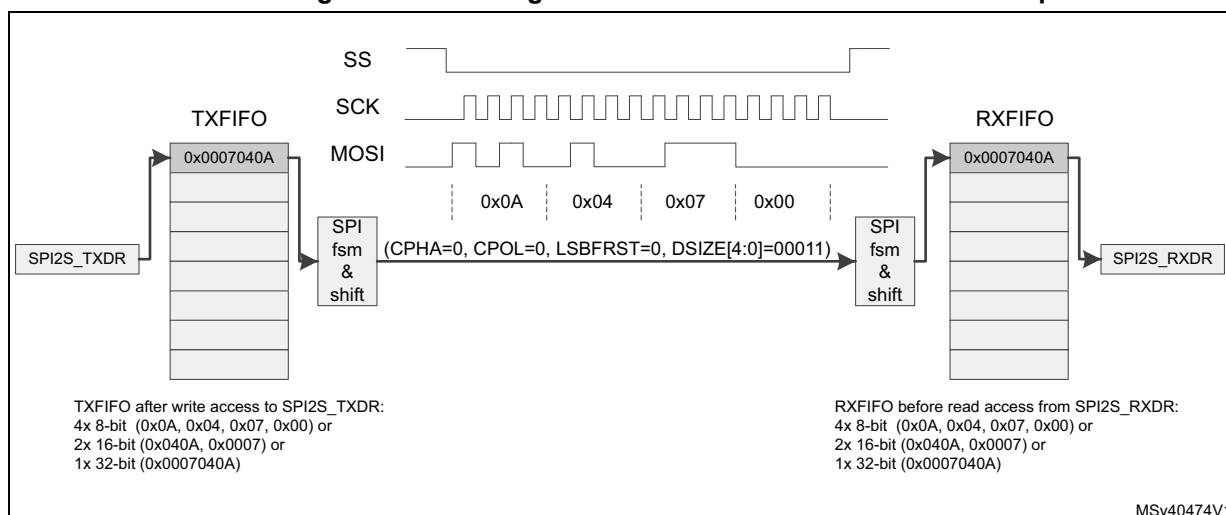 SS
SCK
TXFIFO
RXFIFO
MOSI
0x0007040A
0x0007040A
0x0A 0x04 0x07 0x00
SPI
fsm
&
shift
(CPHA=0, CPOL=0, LSBFRST=0, DSIZE[4:0]=00011)
SPI
fsm
&
shift
SPI2S_TXDR
SPI2S_RXDR
TXFIFO after write access to SPI2S_TXDR:
4x 8-bit (0x0A, 0x04, 0x07, 0x00) or
2x 16-bit (0x040A, 0x0007) or
1x 32-bit (0x0007040A)
RXFIFO before read access from SPI2S_RXDR:
4x 8-bit (0x0A, 0x04, 0x07, 0x00) or
2x 16-bit (0x040A, 0x0007) or
1x 32-bit (0x0007040A)